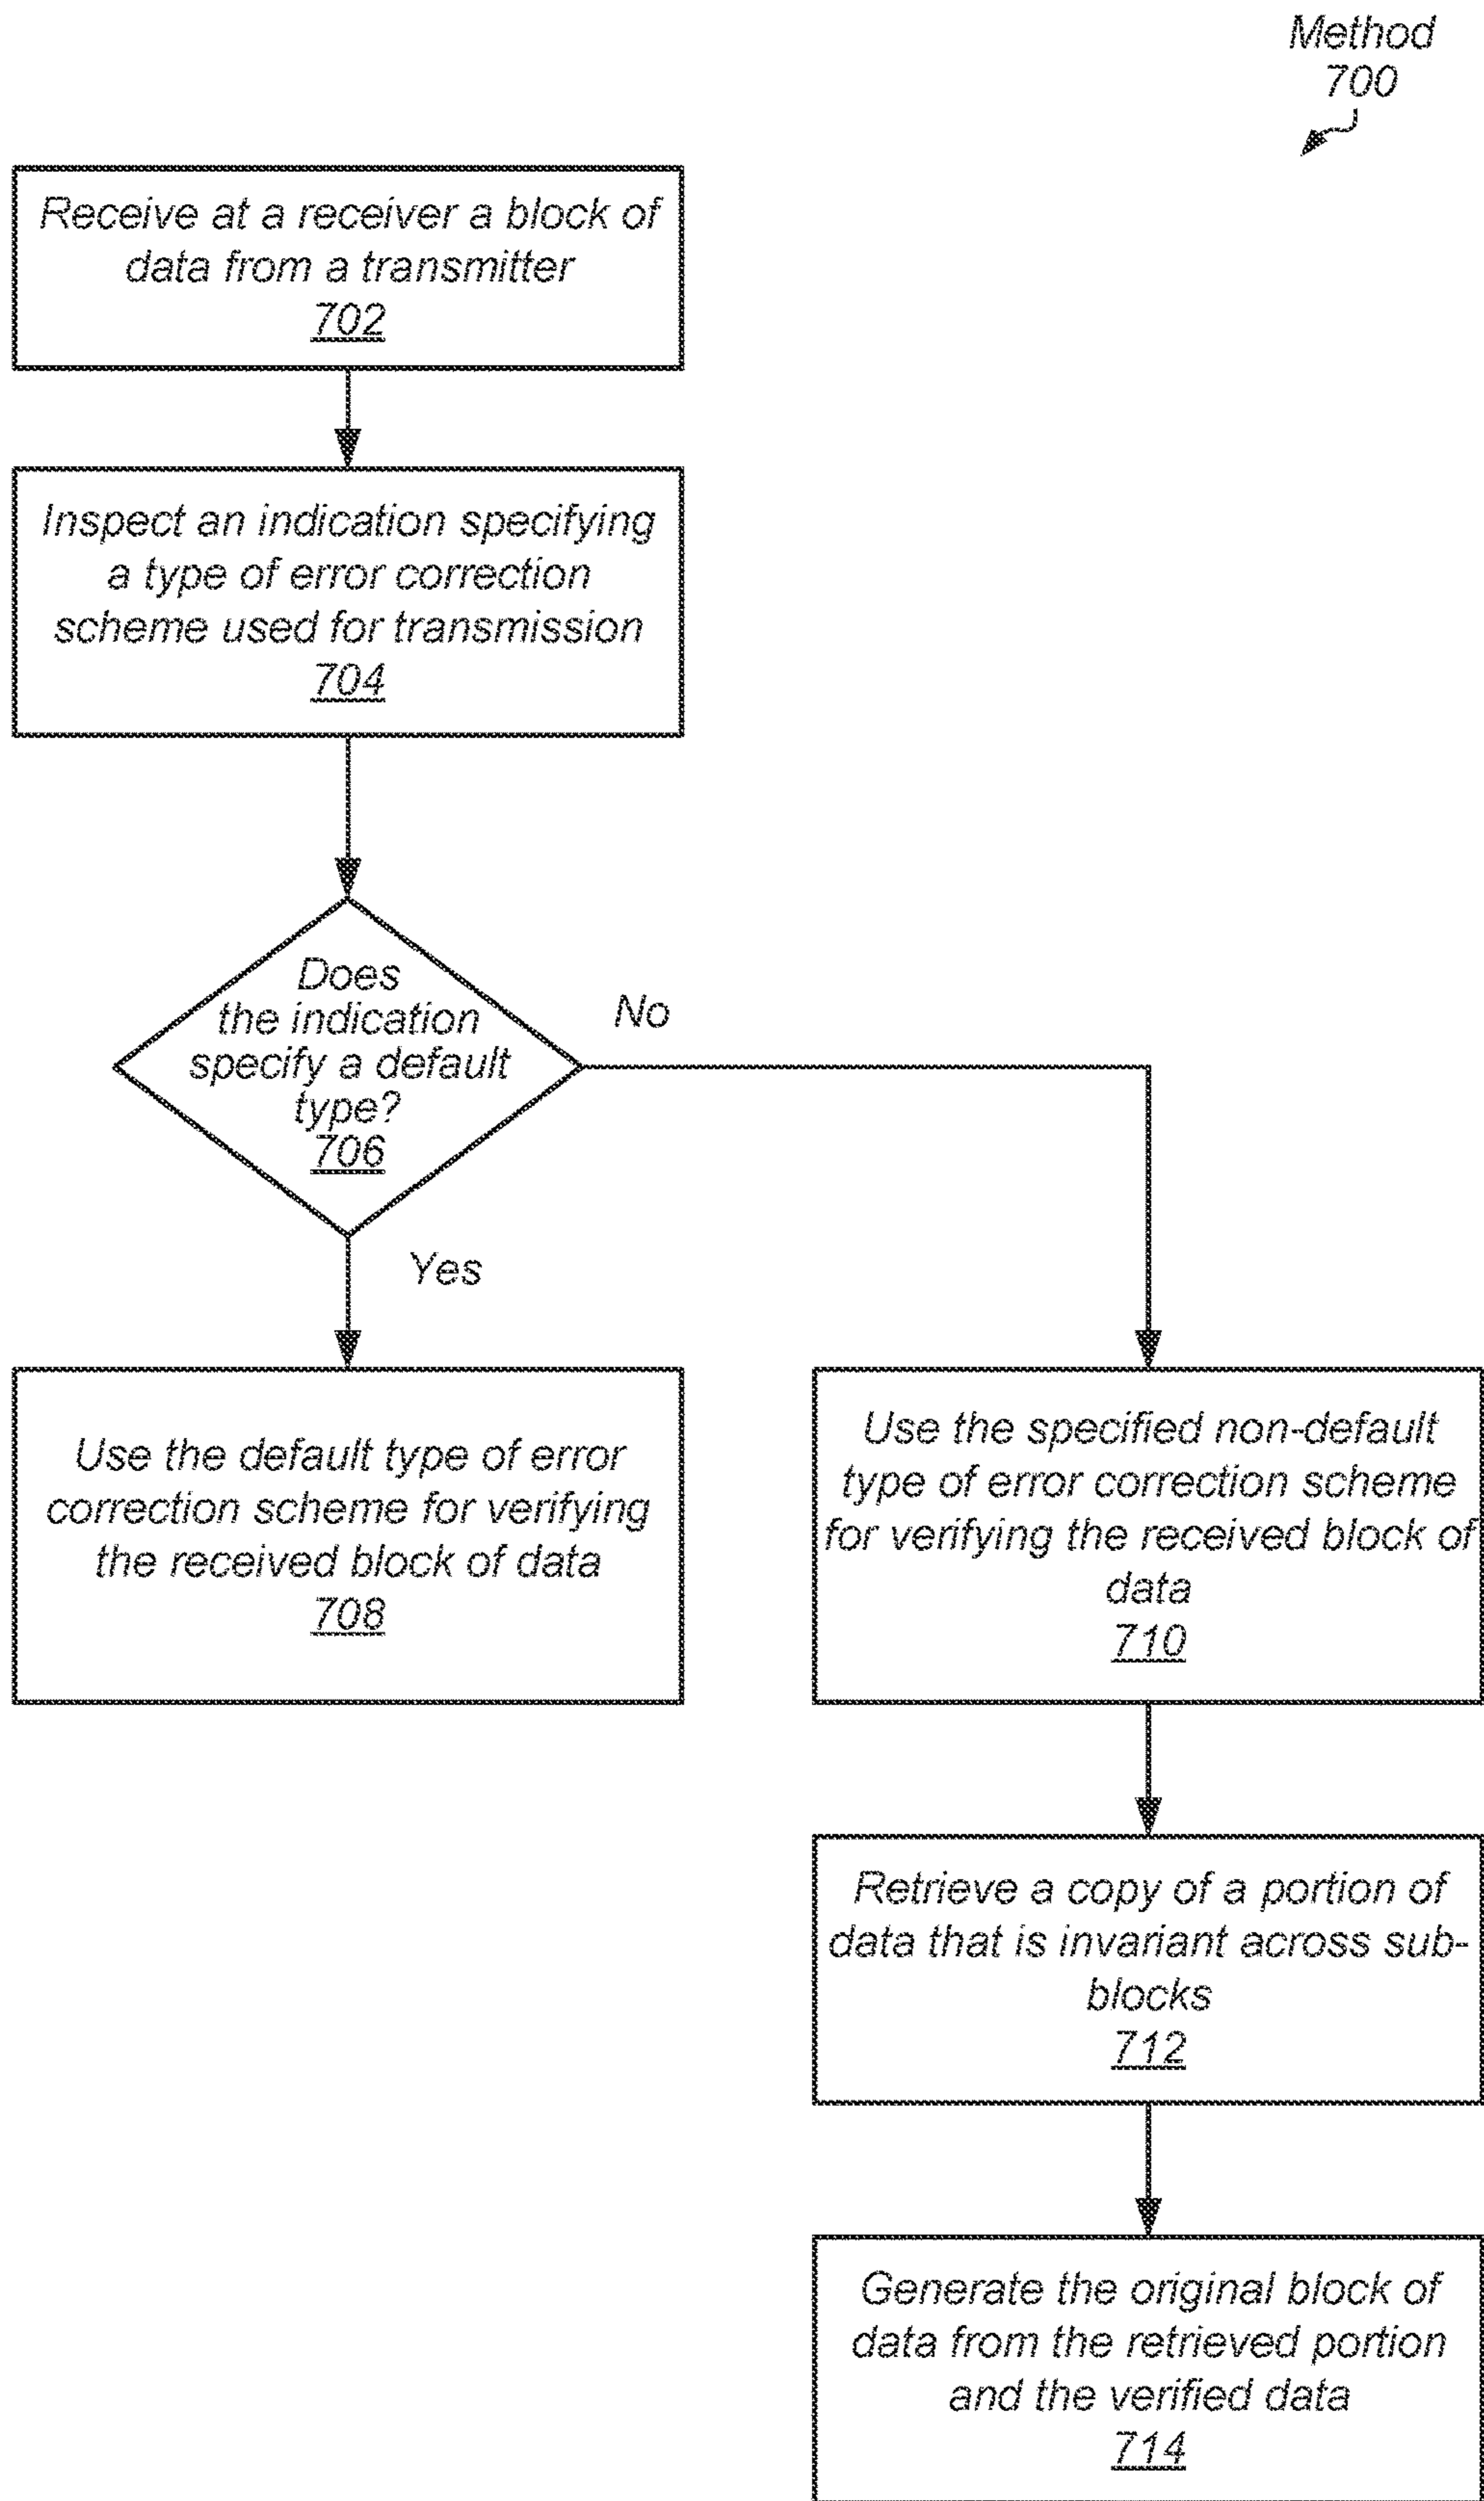 Method
700
Receive at a receiver a block of
data from a transmitter
702
Inspect an indication specifying
a type of error correction
scheme used for transmission
704
Does
the indication
specify a default
type?
706
No
Yes
Use the default type of error
correction scheme for verifying
the received block of data
708
Use the specified non-default
type of error correction scheme
for verifying the received block of
data
710
Retrieve a copy of a portion of
data that is invariant across sub-
blocks
712
Generate the original block of
data from the retrieved portion
and the verified data
714